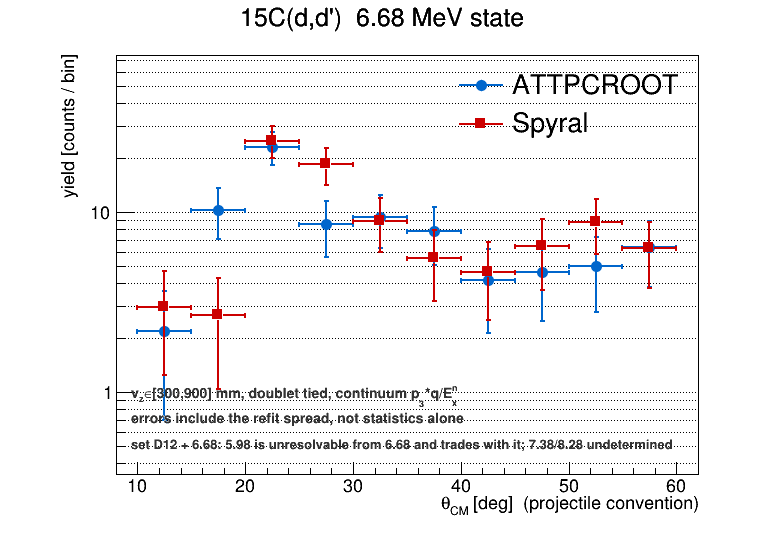 15C(d,d') 6.68 MeV state
yield [counts / bin]
ATTPCROOT
Spyral
10
1
v_z∈[300,900] mm, doublet tied, continuum p_3*q/E_x^n
errors include the refit spread, not statistics alone
set D12 + 6.68: 5.98 is unresolvable from 6.68 and trades with it; 7.38/8.28 undetermined
10 20 30 40 50 60
θ_CM [deg] (projectile convention)